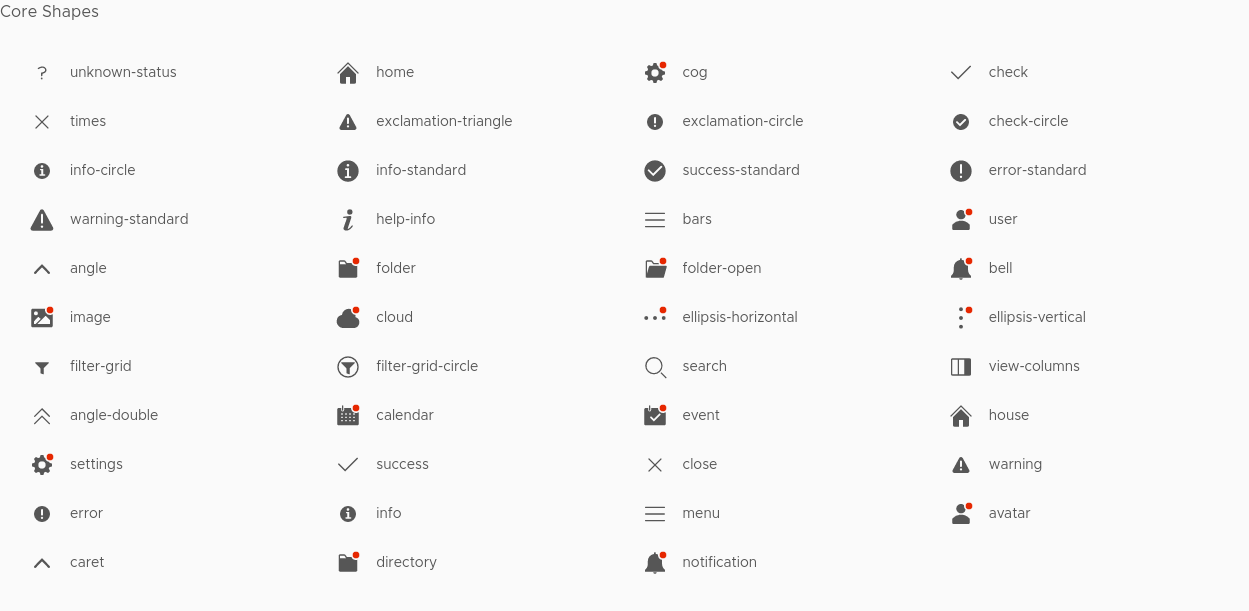 Core Shapes
unknown-status home cog check
times exclamation-triangle exclamation-circle check-circle
info-circle info-standard success-standard error-standard
warning-standard help-info bars user
angle folder folder-open bell
image cloud ellipsis-horizontal ellipsis-vertical
filter-grid filter-grid-circle search view-columns
angle-double calendar event house
settings success close warning
error info menu avatar
caret directory notification